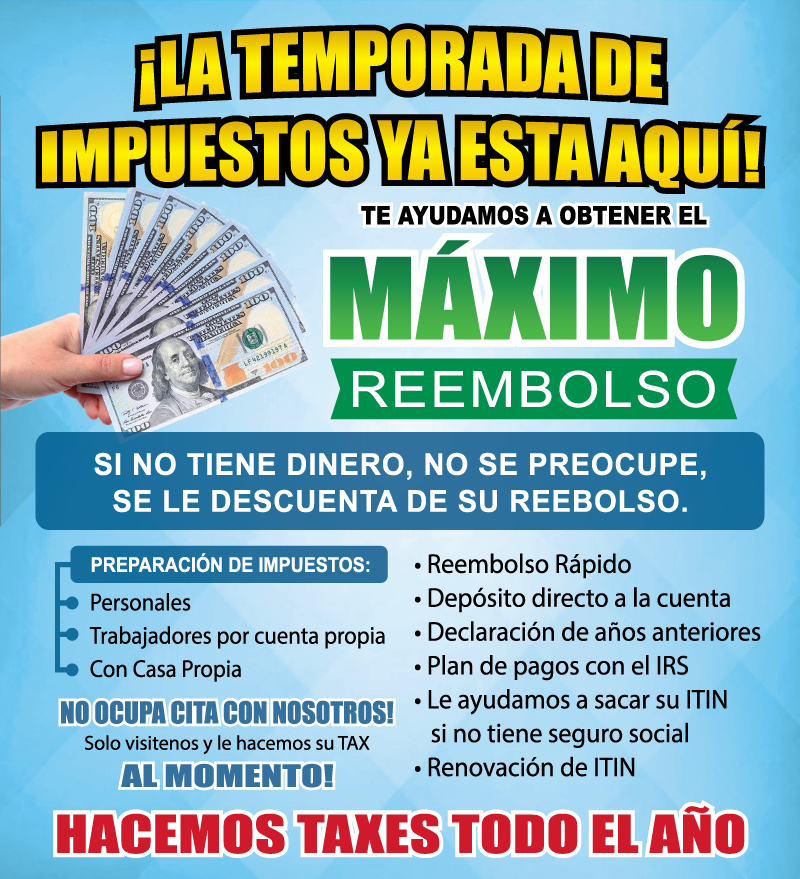 ¡LA TEMPORADA DE
IMPUESTOS YA ESTA AQUÍ!
TE AYUDAMOS A OBTENER EL
MÁXIMO
REEMBOLSO
SI NO TIENE DINERO, NO SE PREOCUPE,
SE LE DESCUENTA DE SU REEBOLSO.
PREPARACIÓN DE IMPUESTOS:
Personales
Trabajadores por cuenta propia
Con Casa Propia
NO OCUPA CITA CON NOSOTROS!
Solo visitenos y le hacemos su TAX
AL MOMENTO!
• Reembolso Rápido
• Depósito directo a la cuenta
• Declaración de años anteriores
• Plan de pagos con el IRS
• Le ayudamos a sacar su ITIN
si no tiene seguro social
• Renovación de ITIN
HACEMOS TAXES TODO EL AÑO